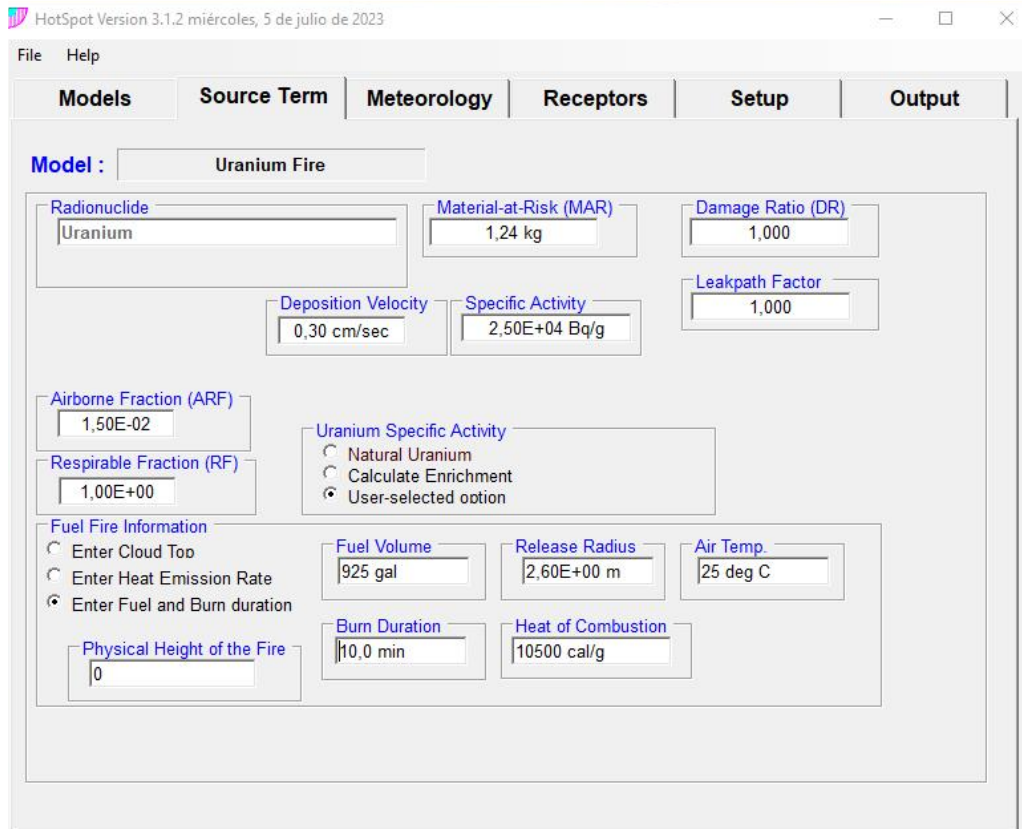 HotSpot Version 3.1.2 miércoles, 5 de julio de 2023
File Help
Models Source Term Meteorology Receptors Setup Output
Model : Uranium Fire
Radionuclide Material-at-Risk (MAR) Damage Ratio (DR)
Uranium 1,24 kg 1,000
Leakpath Factor
1,000
Deposition Velocity Specific Activity
0,30 cm/sec 2,50E+04 Bq/g
Airborne Fraction (ARF)
1,50E-02
Uranium Specific Activity
Natural Uranium
Calculate Enrichment
User-selected option
Respirable Fraction (RF)
1,00E+00
Fuel Fire Information
Enter Cloud Top
Enter Heat Emission Rate
Enter Fuel and Burn duration
Fuel Volume Release Radius Air Temp.
925 gal 2,60E+00 m 25 deg C
Burn Duration Heat of Combustion
10,0 min 10500 cal/g
Physical Height of the Fire
0